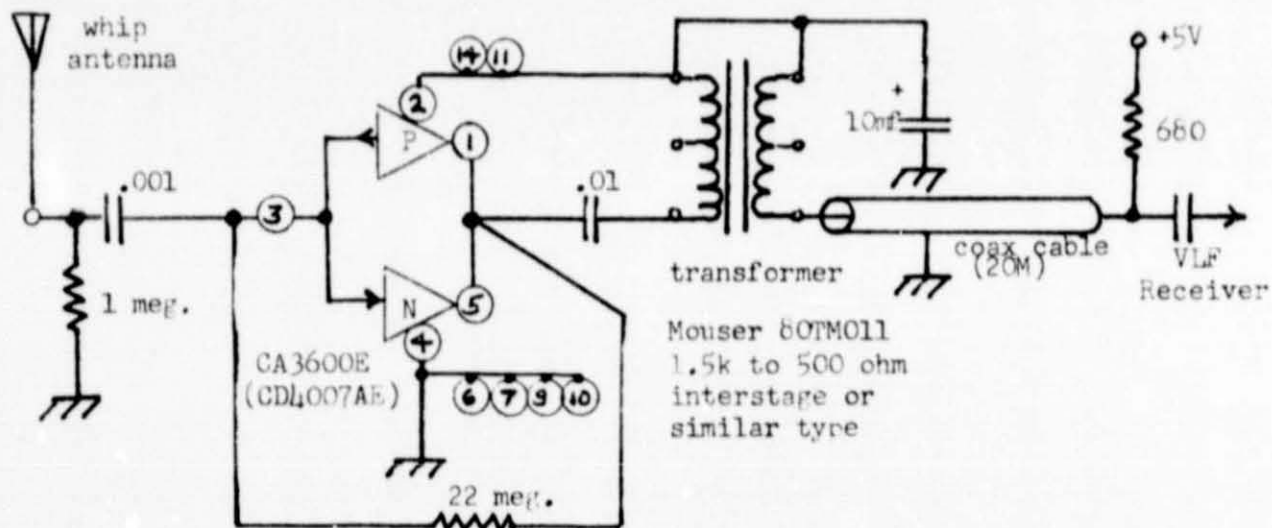 whip
antenna
.001
1 meg.
3
2
14 11
P
1
N
5
4
CA3600E
(CD4007AE)
6 7 9 10
22 meg.
.01
transformer
Mouser 80TM011
1.5k to 500 ohm
interstage or
similar type
+
10mf
coax cable
(20M)
+5V
680
VLF
Receiver